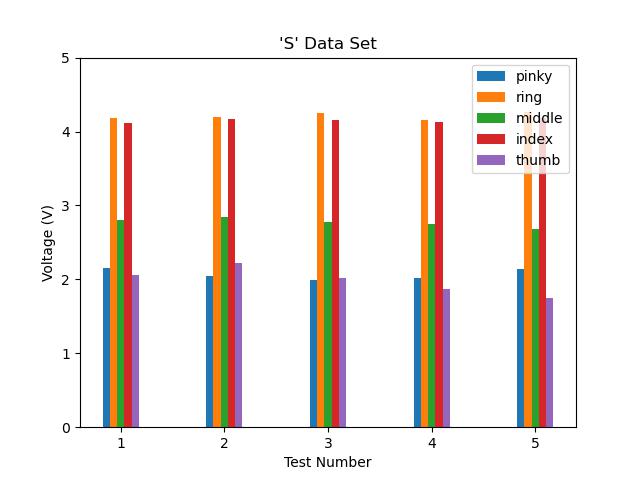 'S' Data Set
5
4
3
2
1
0
Voltage (V)
pinky
ring
middle
index
thumb
1 2 3 4 5
Test Number